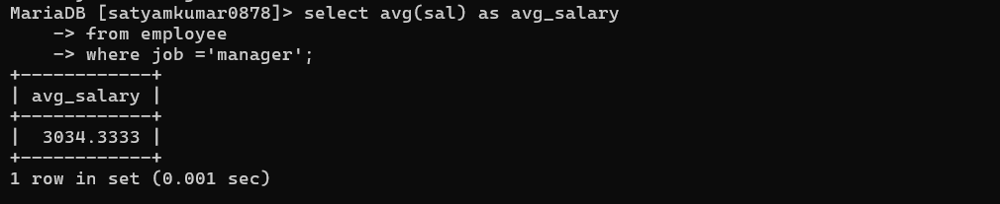 MariaDB [satyamkumar0878]> select avg(sal) as avg_salary
    -> from employee
    -> where job ='manager';
+------------+
| avg_salary |
+------------+
|  3034.3333 |
+------------+
1 row in set (0.001 sec)